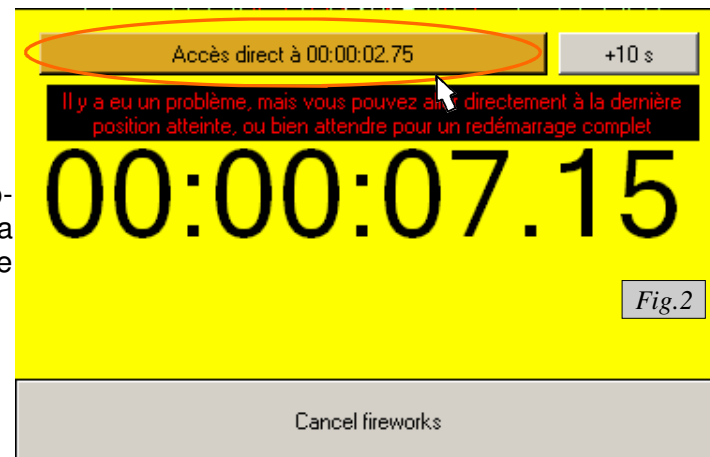 Accès direct à 00:00:02.75
+10 s
Il y a eu un problème, mais vous pouvez directement à la dernière
position atteinte, ou bien attendre pour un redémarrage complet
00:00:07.15
o-
a
e
Fig.2
Cancel fireworks